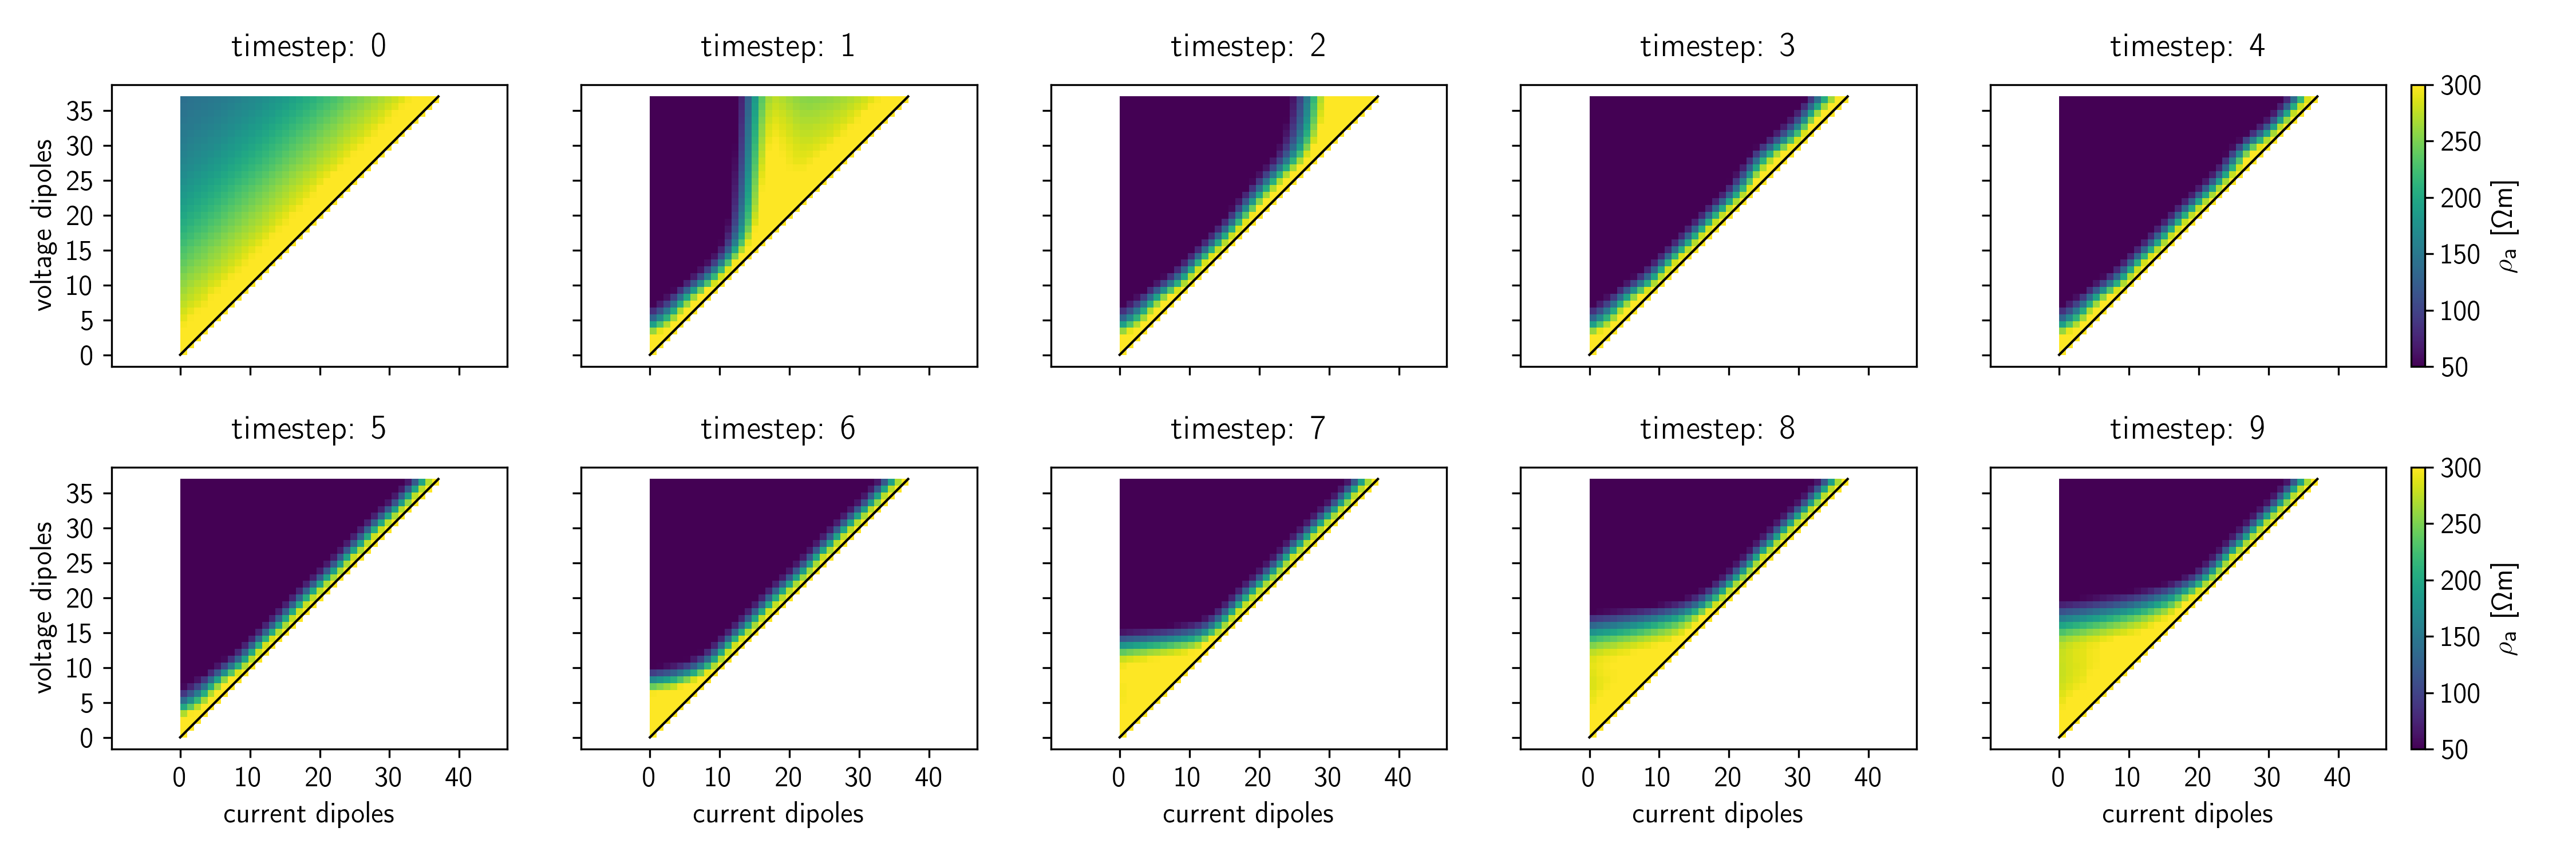 timestep: 0
timestep: 1
timestep: 2
timestep: 3
timestep: 4
voltage dipoles
35
30
25
20
15
10
5
0
300
250
200
150
100
50
ρa [Ωm]
timestep: 5
timestep: 6
timestep: 7
timestep: 8
timestep: 9
voltage dipoles
35
30
25
20
15
10
5
0
300
250
200
150
100
50
ρa [Ωm]
0 10 20 30 40
0 10 20 30 40
0 10 20 30 40
0 10 20 30 40
0 10 20 30 40
current dipoles
current dipoles
current dipoles
current dipoles
current dipoles